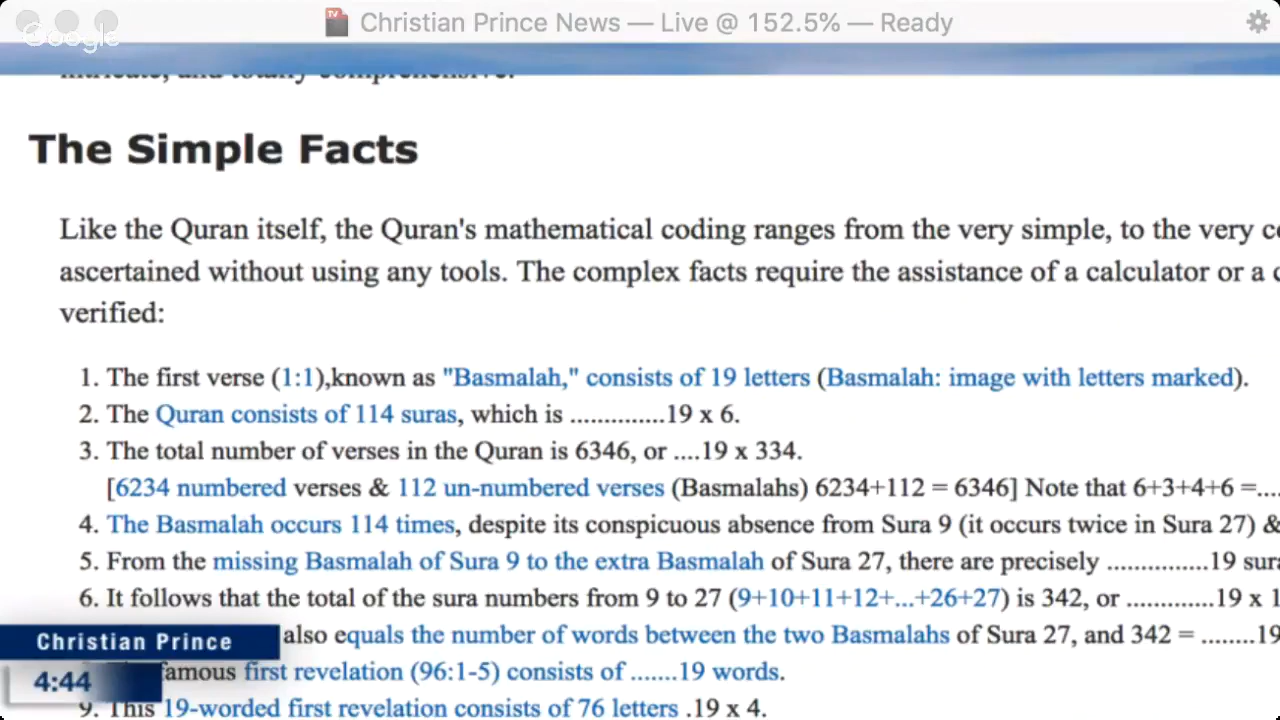 Christian Prince News — Live @ 152.5% — Ready
Google
intricate, and totally comprehensive.
The Simple Facts
Like the Quran itself, the Quran's mathematical coding ranges from the very simple, to the very
ascertained without using any tools. The complex facts require the assistance of a calculator or a
verified:
1. The first verse (1:1),known as "Basmalah," consists of 19 letters (Basmalah: image with letters marked).
2. The Quran consists of 114 suras, which is ..............19 x 6.
3. The total number of verses in the Quran is 6346, or ....19 x 334.
[6234 numbered verses & 112 un-numbered verses (Basmalahs) 6234+112 = 6346] Note that 6+3+4+6 =....
4. The Basmalah occurs 114 times, despite its conspicuous absence from Sura 9 (it occurs twice in Sura 27) &
5. From the missing Basmalah of Sura 9 to the extra Basmalah of Sura 27, there are precisely ...............19
6. It follows that the total of the sura numbers from 9 to 27 (9+10+11+12+...+26+27) is 342, or .............19 x
also equals the number of words between the two Basmalahs of Sura 27, and 342 = ........19
famous first revelation (96:1-5) consists of .......19 words.
9. This 19-worded first revelation consists of 76 letters .19 x 4.
Christian Prince
4:44